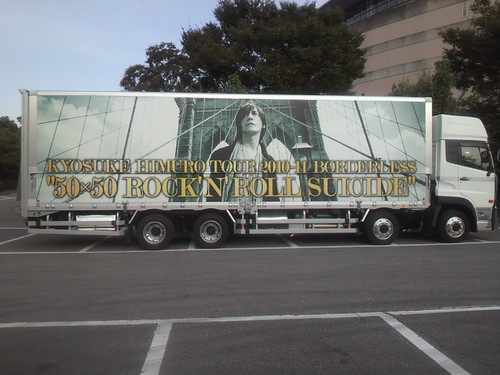 KYOSUKE HIMURO TOUR 2010-11 BORDERLESS
"50×50 ROCK'N'ROLL SUICIDE"